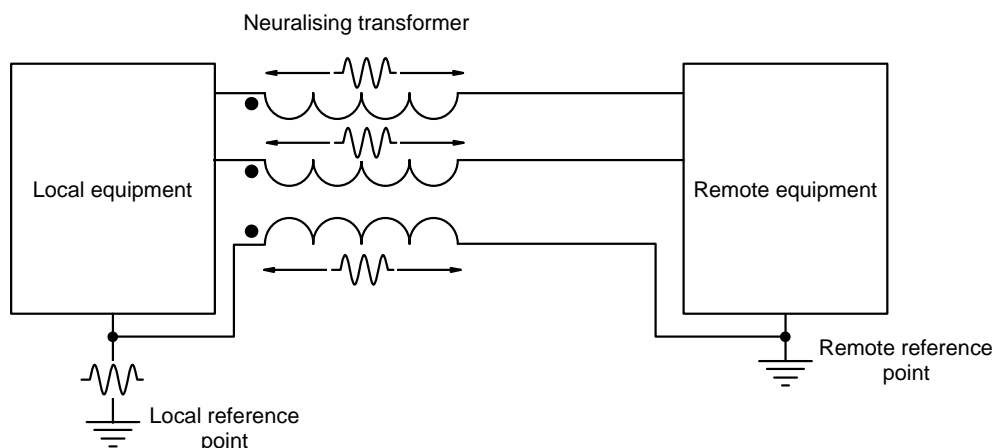 Neuralising transformer
Local equipment
Remote equipment
Remote reference
point
Local reference
point